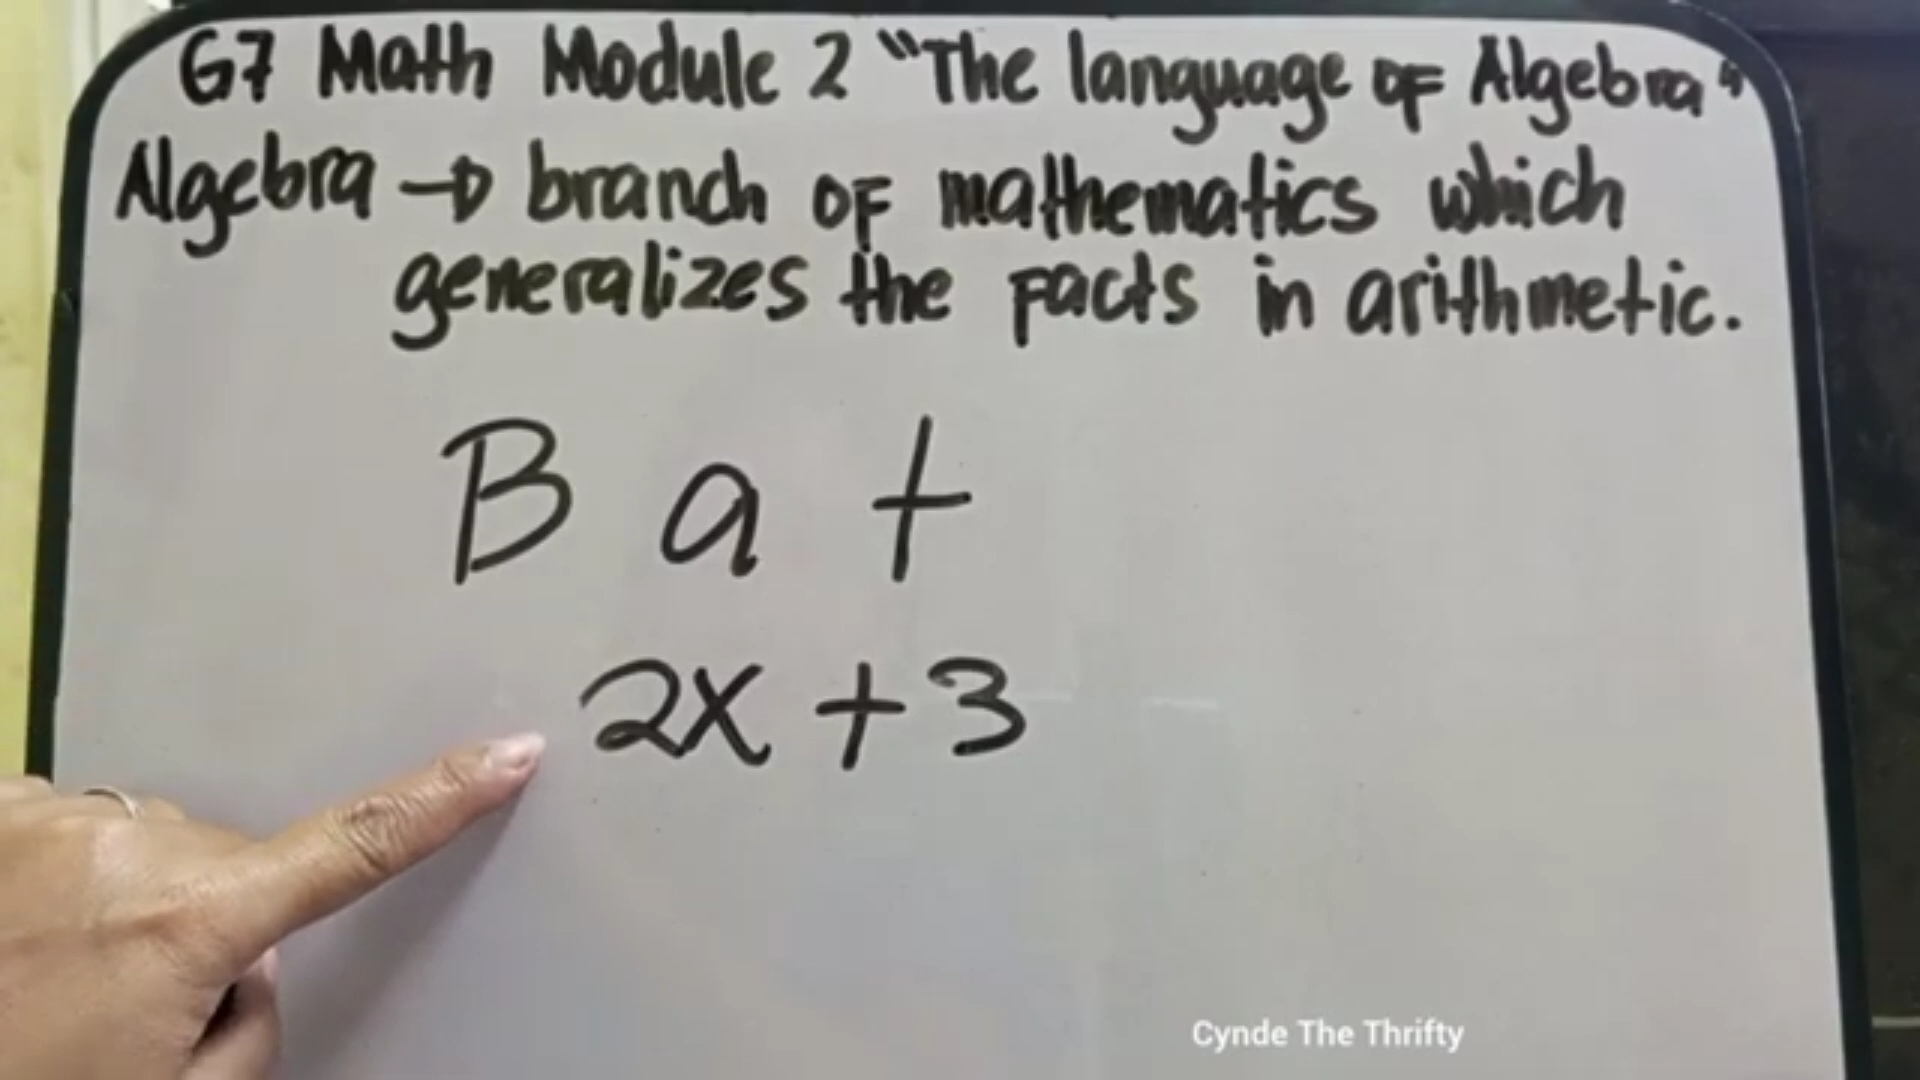 G7 Math Module 2 "The language of Algebra"
Algebra → branch of mathematics which
generalizes the facts in arithmetic.
B a t
2x + 3
Cynde The Thrifty